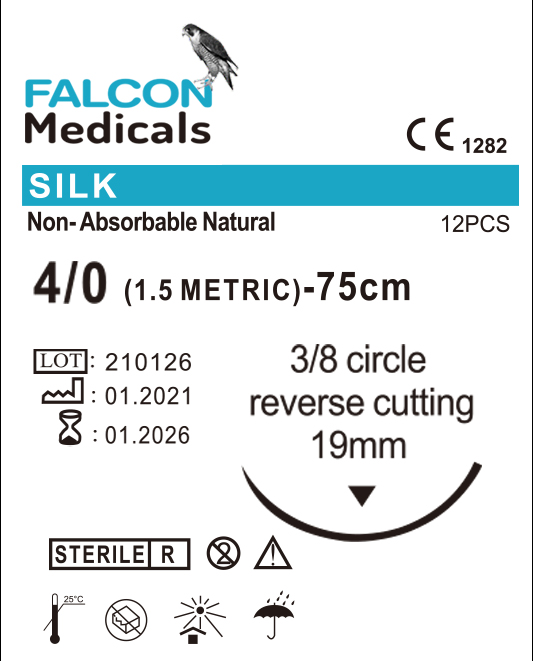 FALCON
Medicals
CE 1282
SILK
Non- Absorbable Natural
12PCS
4/0 (1.5 METRIC)-75cm
LOT: 210126
: 01.2021
: 01.2026
3/8 circle
reverse cutting
19mm
STERILE R
2
25°C